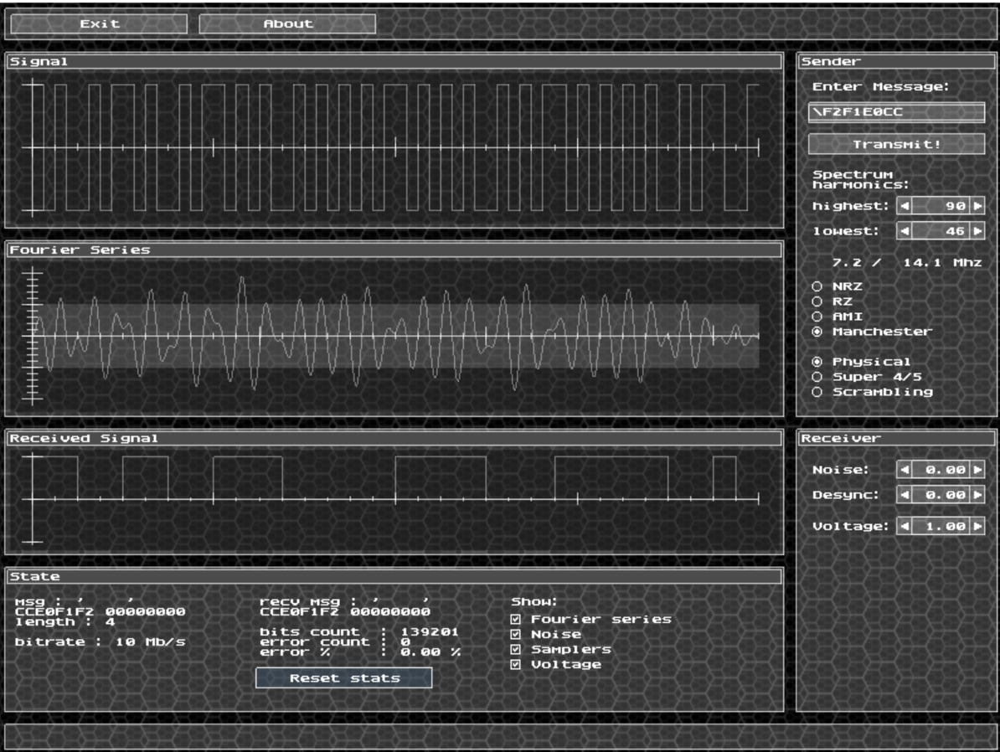 Exit
About
Signal
Fourier Series
Received Signal
State
msg : '    '
CCE0F1F2 00000000
length : 4
bitrate : 10 Mb/s
recv msg : '    '
CCE0F1F2 00000000
bits count : 139201
error count : 0
error % : 0.00 %
Reset stats
Show:
Fourier series
Noise
Samplers
Voltage
Sender
Enter Message:
\F2F1E0CC
Transmit!
Spectrum
harmonics:
highest: 90
lowest: 46
7.2 / 14.1 Mhz
NRZ
RZ
AMI
Manchester
Physical
Super 4/5
Scrambling
Receiver
Noise: 0.00
Desync: 0.00
Voltage: 1.00